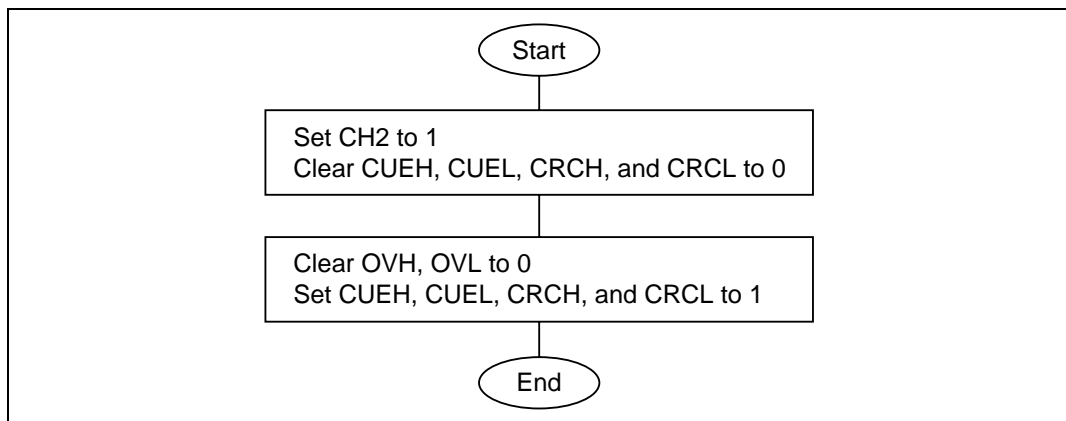 Start
Set CH2 to 1
Clear CUEH, CUEL, CRCH, and CRCL to 0
Clear OVH, OVL to 0
Set CUEH, CUEL, CRCH, and CRCL to 1
End